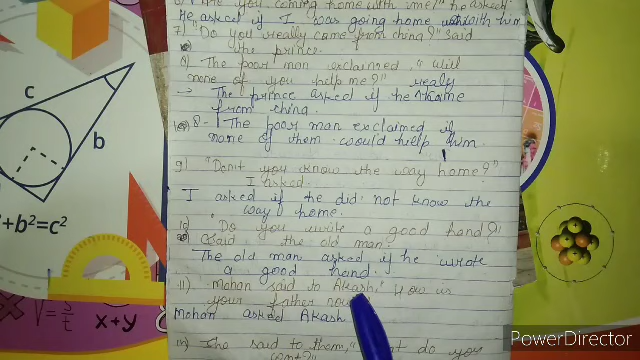 "Are you coming home with me?" he asked
He asked if I was going home with him
7) "Do you really came from china?" said
the prince.
8) The poor man exclaimed, "Will
none of you help me?" realy
→ The prince asked if he came
from china.
8- The poor man exclaimed if
none of them would help him.
9) "Don't you know the way home?"
I asked.
I asked if he did not know the
way home.
10) "Do you write a good hand?"
said the old man.
The old man asked if he wrote
a good hand.
11) Mohan said to Akash, "How is
your father now
Mohan asked Akash
She said to them, do you
c
b
a²+b²=c²
x+y
PowerDirector